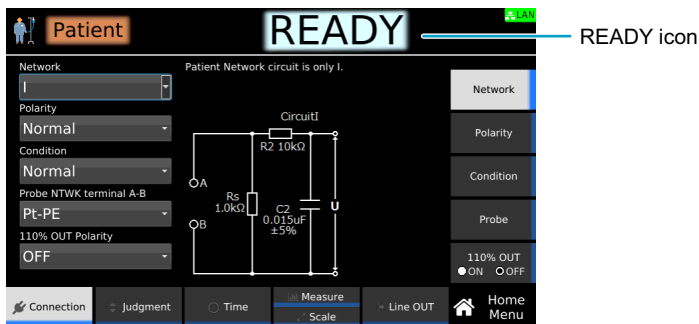 Patient
READY
LAN
READY icon
Network
Patient Network circuit is only I.
I
Polarity
Normal
Condition
Normal
Probe NTWK terminal A-B
Pt-PE
110% OUT Polarity
OFF
CircuitI
R2 10kΩ
A
Rs
1.0kΩ
C2
0.015uF
±5%
U
B
Network
Polarity
Condition
Probe
110% OUT
ON OFF
Connection
Judgment
Time
Measure
Scale
Line OUT
Home
Menu